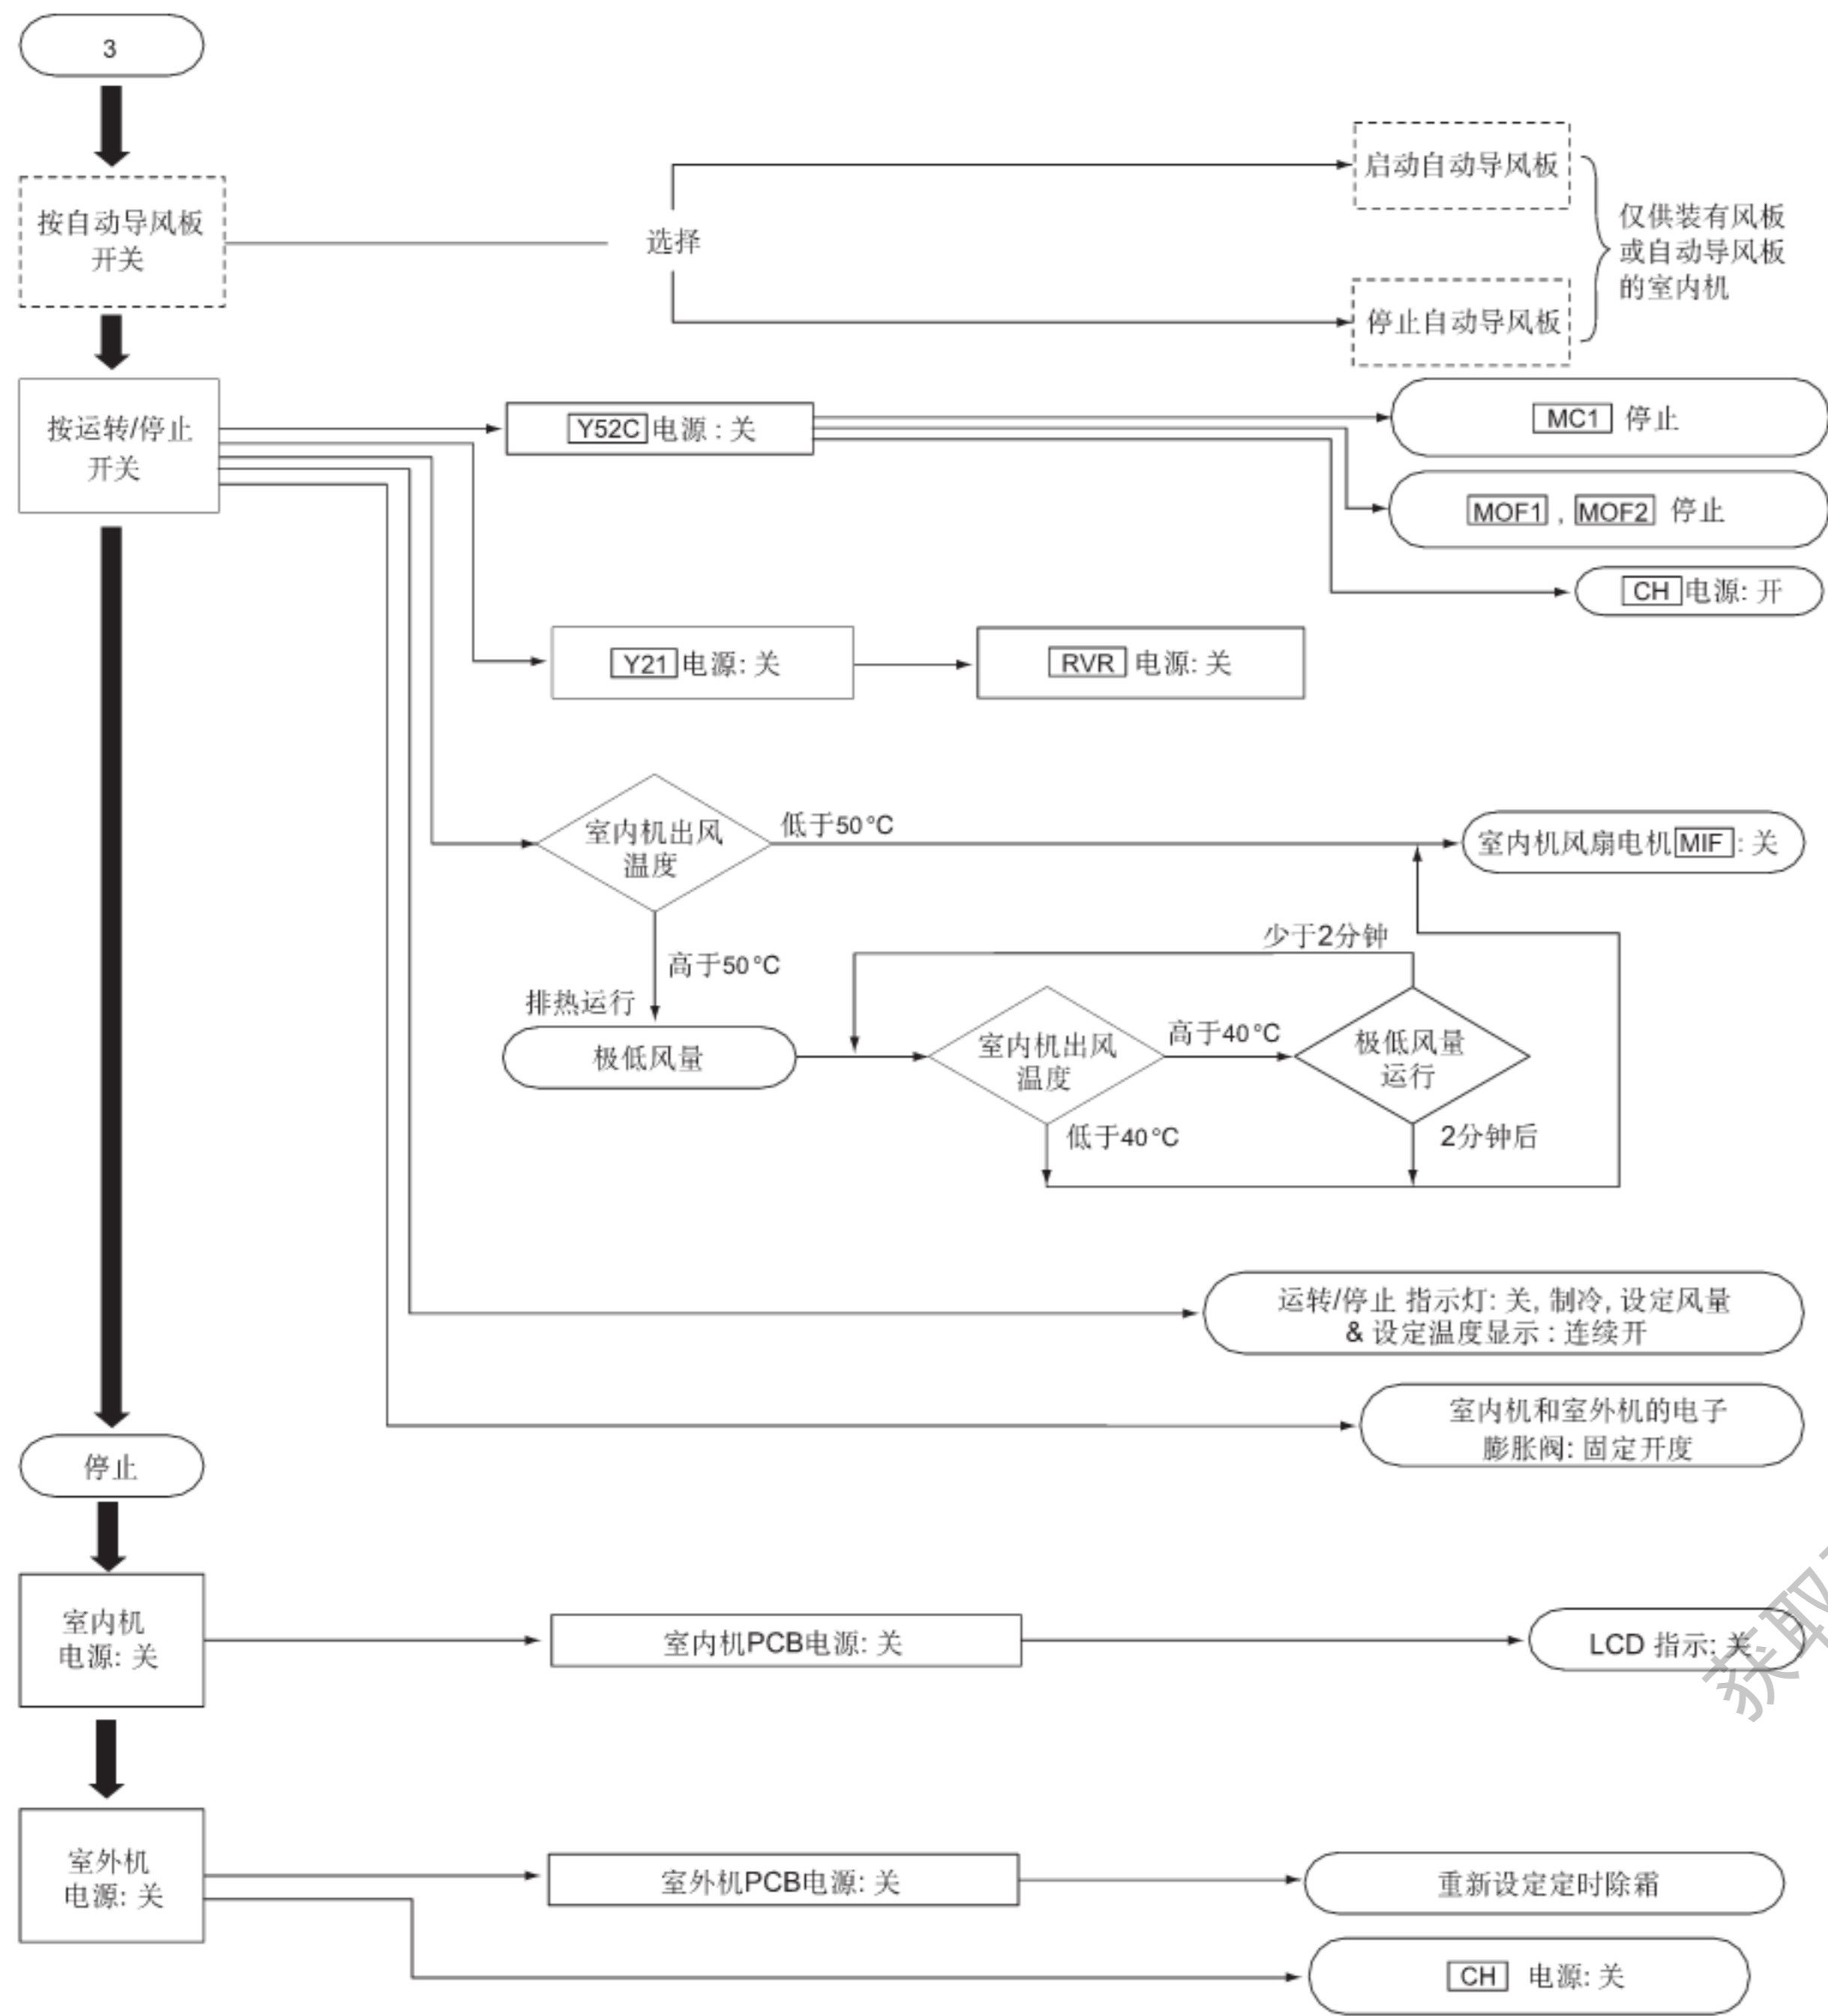 3
按自动导风板
开关
选择
启动自动导风板
停止自动导风板
仅供装有风板
或自动导风板
的室内机
按运转/停止
开关
Y52C 电源 : 关
MC1 停止
MOF1 , MOF2 停止
CH 电源: 开
Y21 电源: 关
RVR 电源: 关
室内机出风
温度
低于50°C
室内机风扇电机 MIF : 关
高于50°C
排热运行
极低风量
少于2分钟
室内机出风
温度
高于40°C
极低风量
运行
低于40°C
2分钟后
运转/停止 指示灯: 关, 制冷, 设定风量
& 设定温度显示 : 连续开
室内机和室外机的电子
膨胀阀: 固定开度
停止
室内机
电源: 关
室内机PCB电源: 关
LCD 指示: 关
获取
室外机
电源: 关
室外机PCB电源: 关
重新设定定时除霜
CH 电源: 关